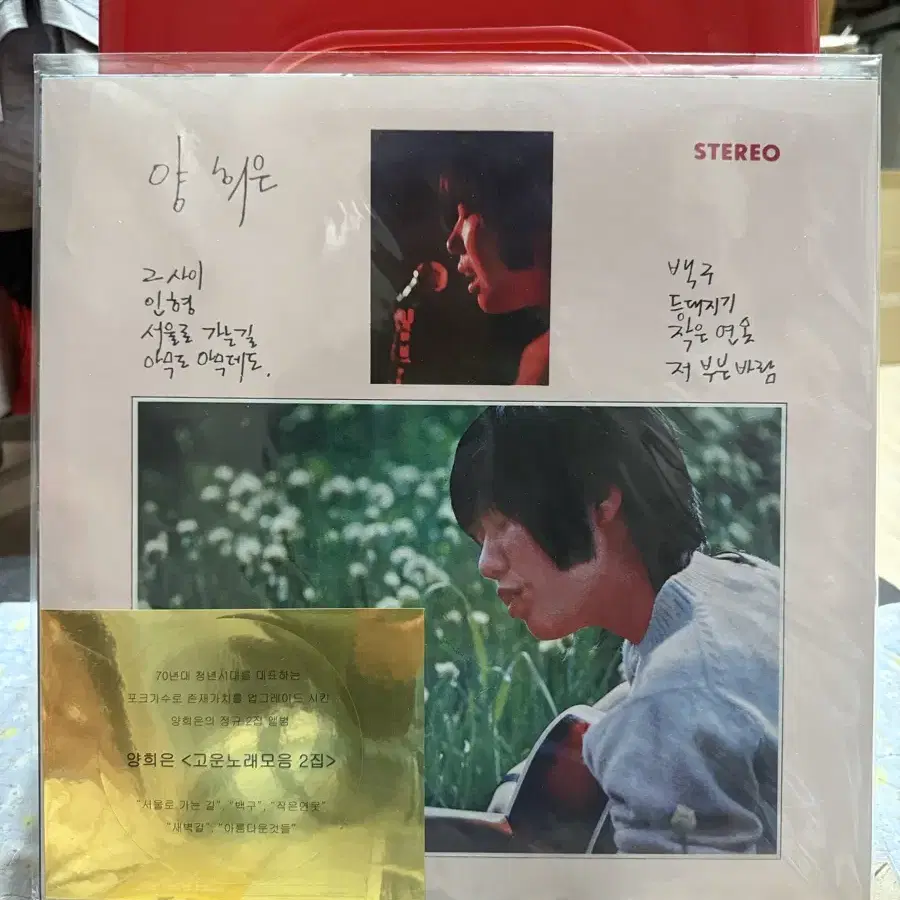 양 희은
STEREO
그 사이
인형
서울로 가는 길
아무도 아무데도.
백구
등대지기
작은 연못
저 부는 바람
70년대 청년시대를 대표하는
포크가수로 존재가치를 업그레이드 시킨
양희은의 정규 2집 앨범
양희은 <고운노래모음 2집>
"서울로 가는 길", "백구", "작은연못"
"새벽길", "아름다운것들"